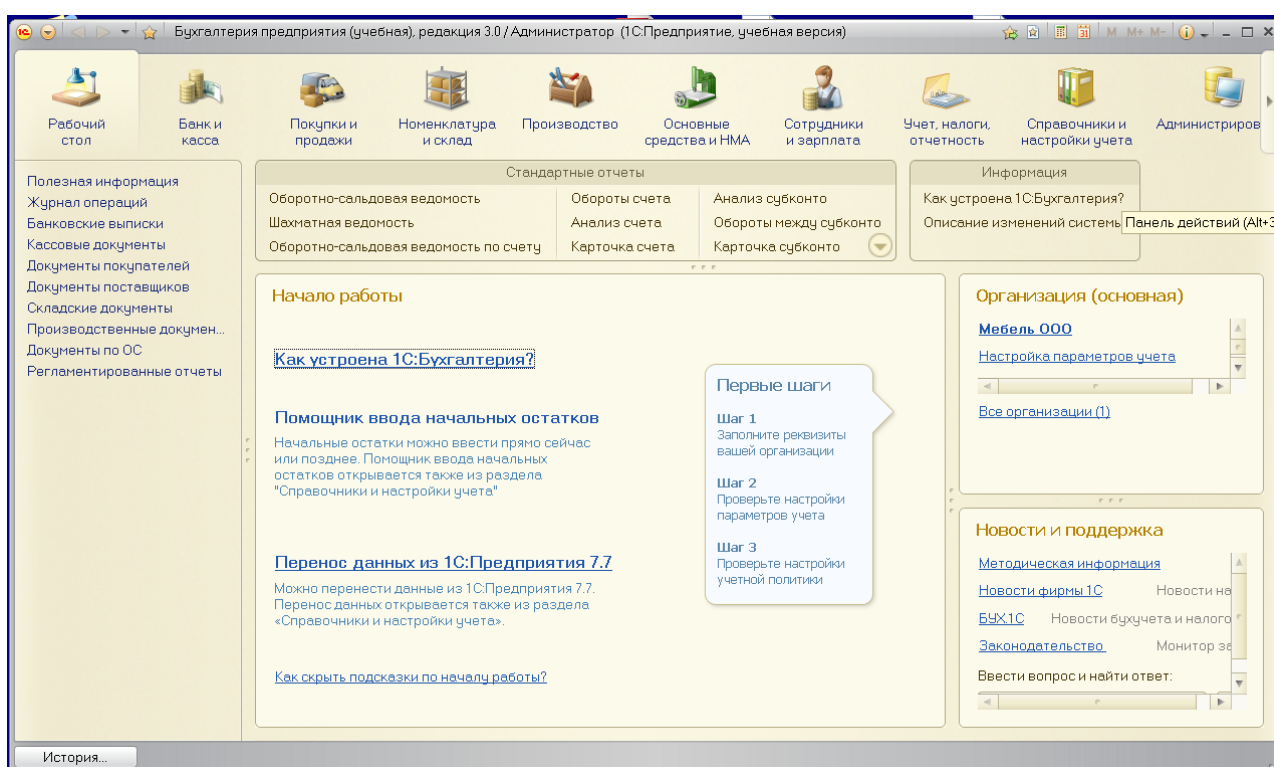 Бухгалтерия предприятия (учебная), редакция 3.0 / Администратор (1С:Предприятие, учебная версия)
M M+ M-
Рабочий
стол
Банк и
касса
Покупки и
продажи
Номенклатура
и склад
Производство
Основные
средства и НМА
Сотрудники
и зарплата
Учет, налоги,
отчетность
Справочники и
настройки учета
Администриров
Полезная информация
Журнал операций
Банковские выписки
Кассовые документы
Документы покупателей
Документы поставщиков
Складские документы
Производственные докумен...
Документы по ОС
Регламентированные отчеты
Стандартные отчеты
Оборотно-сальдовая ведомость
Шахматная ведомость
Оборотно-сальдовая ведомость по счету
Обороты счета
Анализ счета
Карточка счета
Анализ субконто
Обороты между субконто
Карточка субконто
Информация
Как устроена 1С:Бухгалтерия?
Описание изменений системы
Панель действий (Alt+3
Начало работы
Как устроена 1С:Бухгалтерия?
Помощник ввода начальных остатков
Начальные остатки можно ввести прямо сейчас
или позднее. Помощник ввода начальных
остатков открывается также из раздела
"Справочники и настройки учета"
Перенос данных из 1С:Предприятия 7.7
Можно перенести данные из 1С:Предприятия 7.7.
Перенос данных открывается также из раздела
«Справочники и настройки учета».
Как скрыть подсказки по началу работы?
Первые шаги
Шаг 1
Заполните реквизиты
вашей организации
Шаг 2
Проверьте настройки
параметров учета
Шаг 3
Проверьте настройки
учетной политики
Организация (основная)
Мебель ООО
Настройка параметров учета
Все организации (1)
Новости и поддержка
Методическая информация
Новости фирмы 1С Новости на
БУХ.1С Новости бухучета и налого
Законодательство Монитор за
Ввести вопрос и найти ответ:
История...